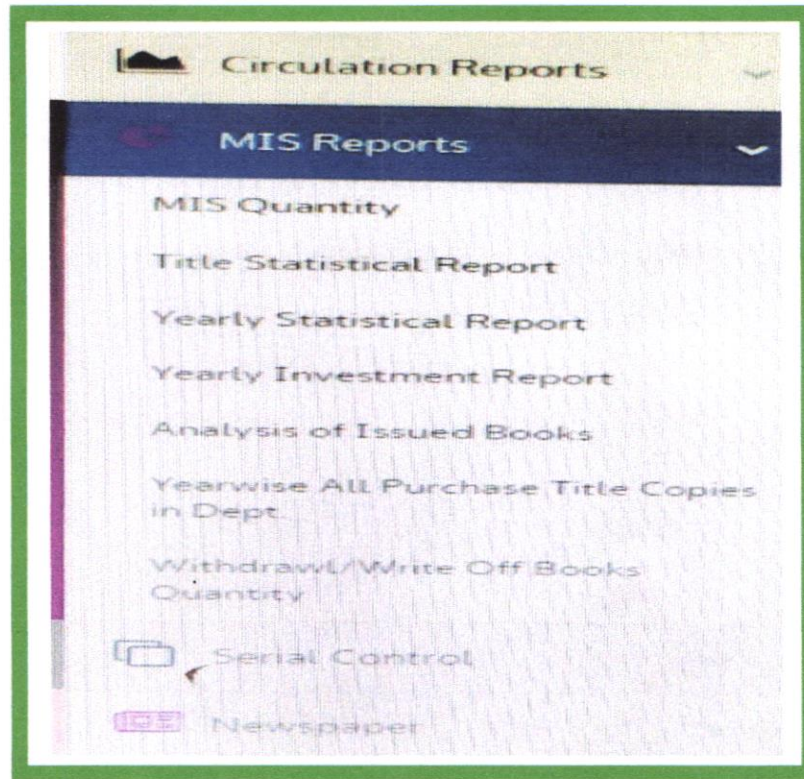 Circulation Reports
MIS Reports
MIS Quantity
Title Statistical Report
Yearly Statistical Report
Yearly Investment Report
Analysis of Issued Books
Yearwise All Purchase Title Copies
in Dept.
Withdrawl/Write Off Books
Quantity
Serial Control
Newspaper